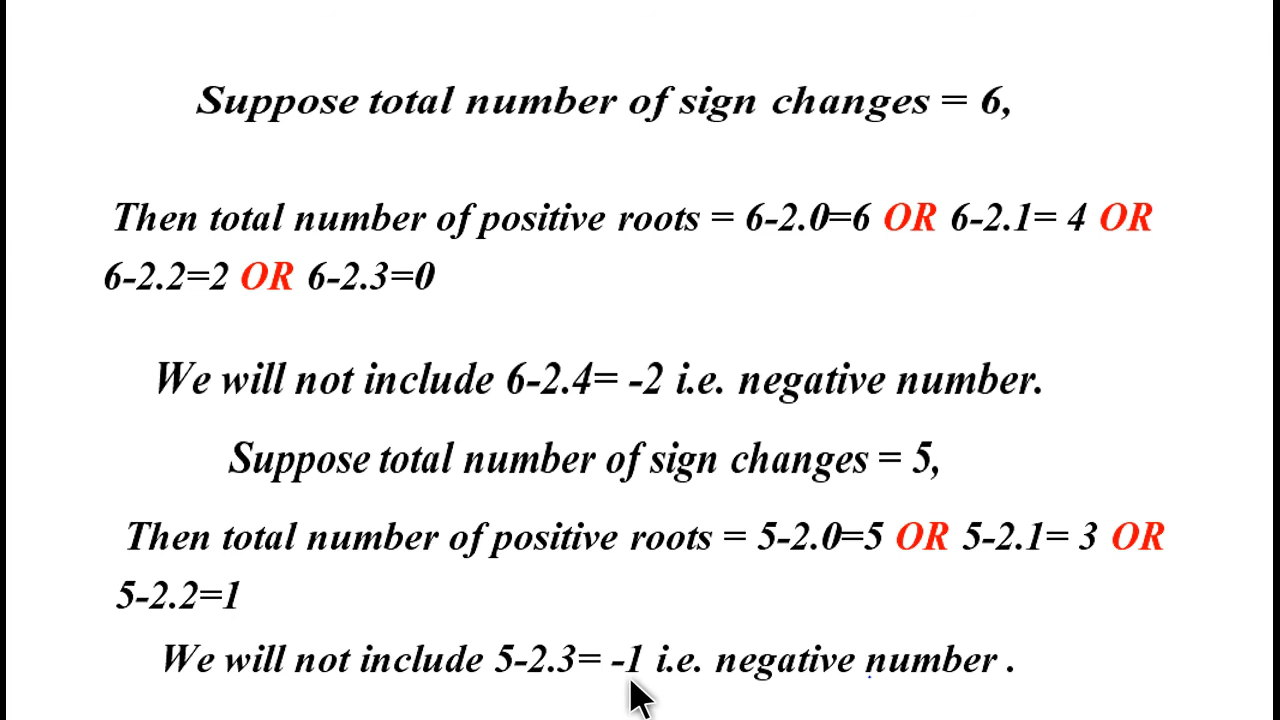 Suppose total number of sign changes = 6,
Then total number of positive roots = 6-2.0=6 OR 6-2.1= 4 OR
6-2.2=2 OR 6-2.3=0
We will not include 6-2.4= -2 i.e. negative number.
Suppose total number of sign changes = 5,
Then total number of positive roots = 5-2.0=5 OR 5-2.1= 3 OR
5-2.2=1
We will not include 5-2.3= -1 i.e. negative number .